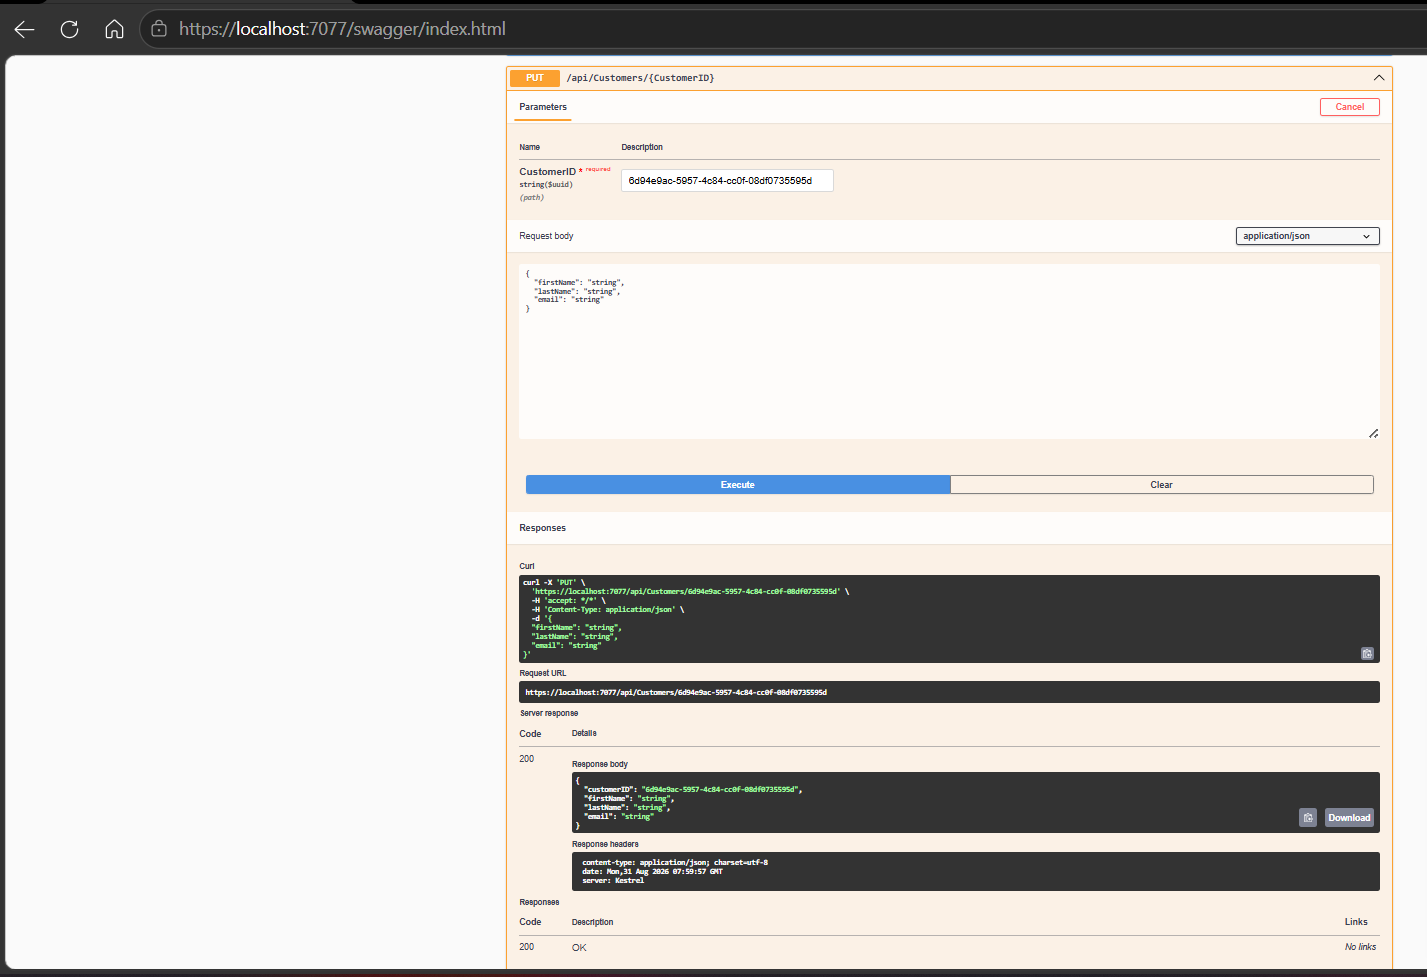 https://localhost:7077/swagger/index.html
PUT /api/Customers/{CustomerID}
Parameters
Cancel
Name Description
CustomerID * required
string($uuid)
(path)
6d94e9ac-5957-4c84-cc0f-08df0735595d
Request body
application/json
{
"firstName": "string",
"lastName": "string",
"email": "string"
}
Execute
Clear
Responses
Curl
curl -X 'PUT' \
'https://localhost:7077/api/Customers/6d94e9ac-5957-4c84-cc0f-08df0735595d' \
-H 'accept: */*' \
-H 'Content-Type: application/json' \
-d '{
"firstName": "string",
"lastName": "string",
"email": "string"
}'
Request URL
https://localhost:7077/api/Customers/6d94e9ac-5957-4c84-cc0f-08df0735595d
Server response
Code Details
200
Response body
{
"customerID": "6d94e9ac-5957-4c84-cc0f-08df0735595d",
"firstName": "string",
"lastName": "string",
"email": "string"
}
Download
Response headers
content-type: application/json; charset=utf-8
date: Mon,31 Aug 2026 07:59:57 GMT
server: Kestrel
Responses
Code Description Links
200 OK No links